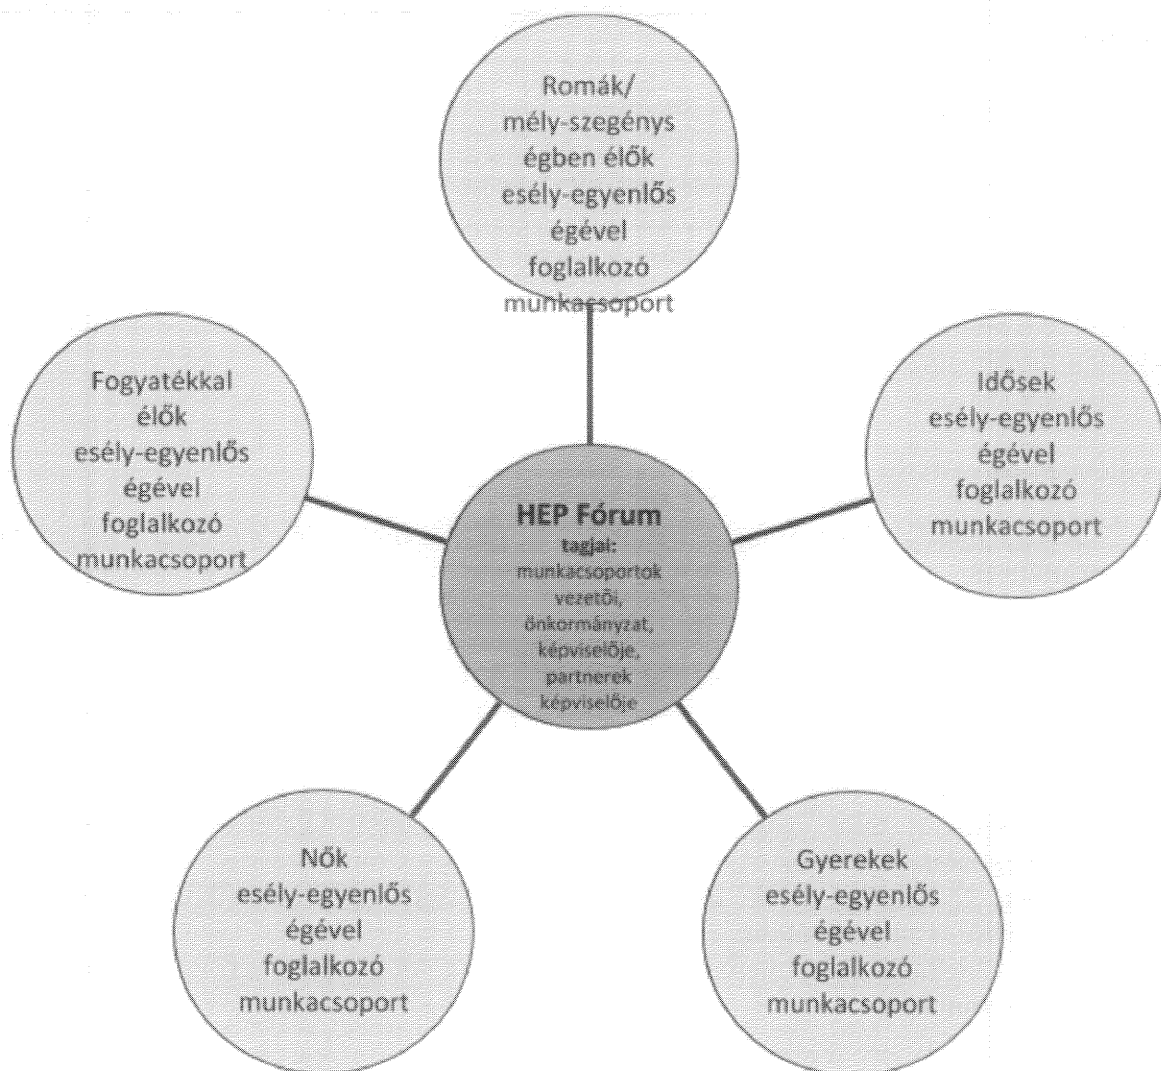 Romák/
mély-szegénys
égben élők
esély-egyenlős
égével
foglalkozó
munkacsoport
Fogyatékkal
élők
esély-egyenlős
égével
foglalkozó
munkacsoport
Idősek
esély-egyenlős
égével
foglalkozó
munkacsoport
HEP Fórum
tagjai:
munkacsoportok
vezetői,
önkormányzat,
képviselője,
partnerek
képviselője
Nők
esély-egyenlős
égével
foglalkozó
munkacsoport
Gyerekek
esély-egyenlős
égével
foglalkozó
munkacsoport